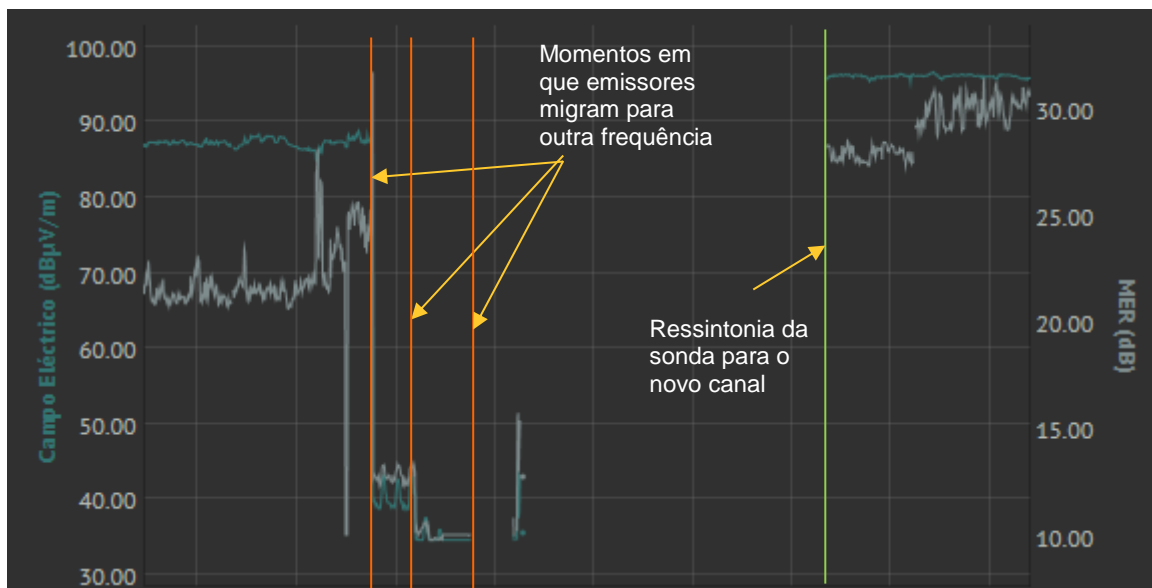 100.00
90.00
80.00
70.00
60.00
50.00
40.00
30.00
Campo Eléctrico (dBµV/m)
Momentos em
que emissores
migram para
outra frequência
Ressintonia da
sonda para o
novo canal
30.00
25.00
20.00
15.00
10.00
MER (dB)